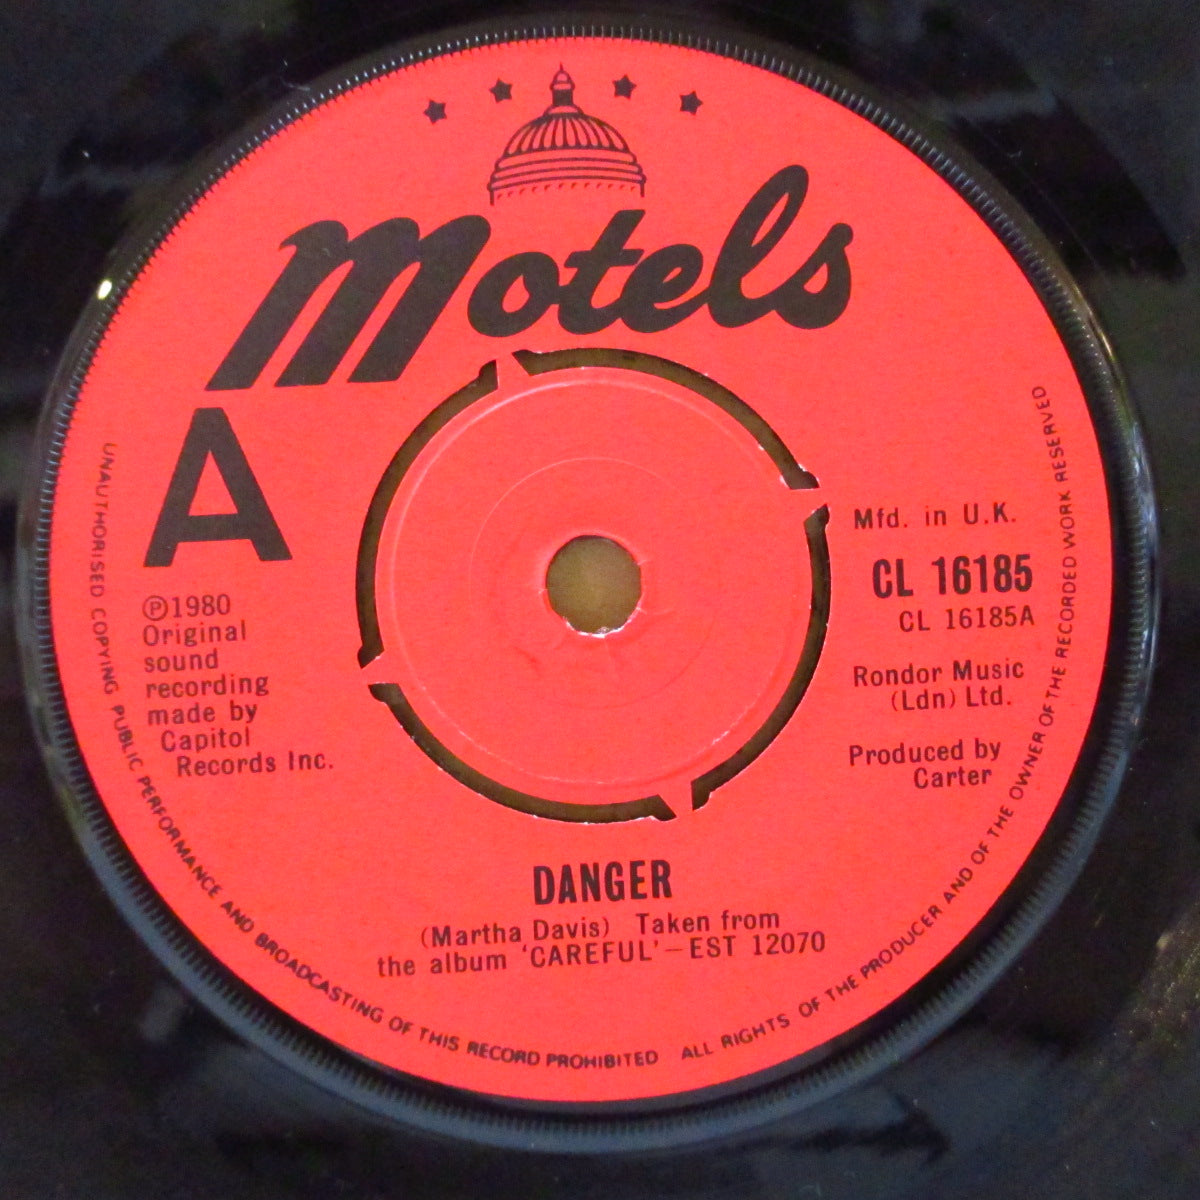 Motels
A
Mfd. in U.K.
CL 16185
CL 16185A
Rondor Music
(Ldn) Ltd.
Produced by
Carter
℗1980
Original
sound
recording
made by
Capitol
Records Inc.
DANGER
(Martha Davis) Taken from
the album 'CAREFUL'—EST 12070
UNAUTHORISED COPYING PUBLIC PERFORMANCE AND BROADCASTING OF THIS RECORD PROHIBITED ALL RIGHTS OF THE PRODUCER AND OF THE OWNER OF THE RECORDED WORK RESERVED